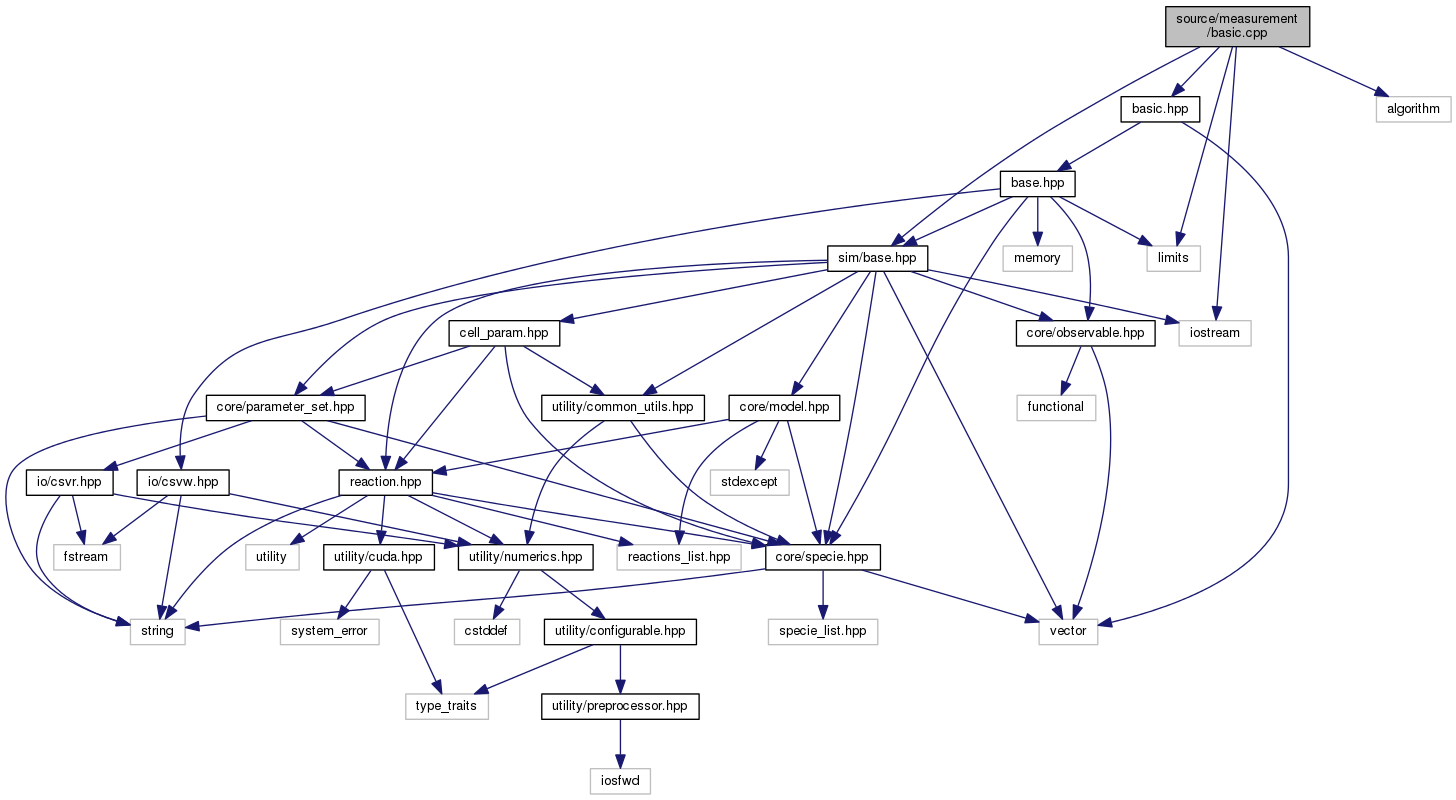 source/measurement
/basic.cpp
basic.hpp
algorithm
base.hpp
sim/base.hpp
memory
limits
cell_param.hpp
core/observable.hpp
iostream
core/parameter_set.hpp
utility/common_utils.hpp
core/model.hpp
functional
io/csvr.hpp
io/csvw.hpp
reaction.hpp
stdexcept
fstream
utility
utility/cuda.hpp
utility/numerics.hpp
reactions_list.hpp
core/specie.hpp
string
system_error
cstddef
utility/configurable.hpp
specie_list.hpp
vector
type_traits
utility/preprocessor.hpp
iosfwd